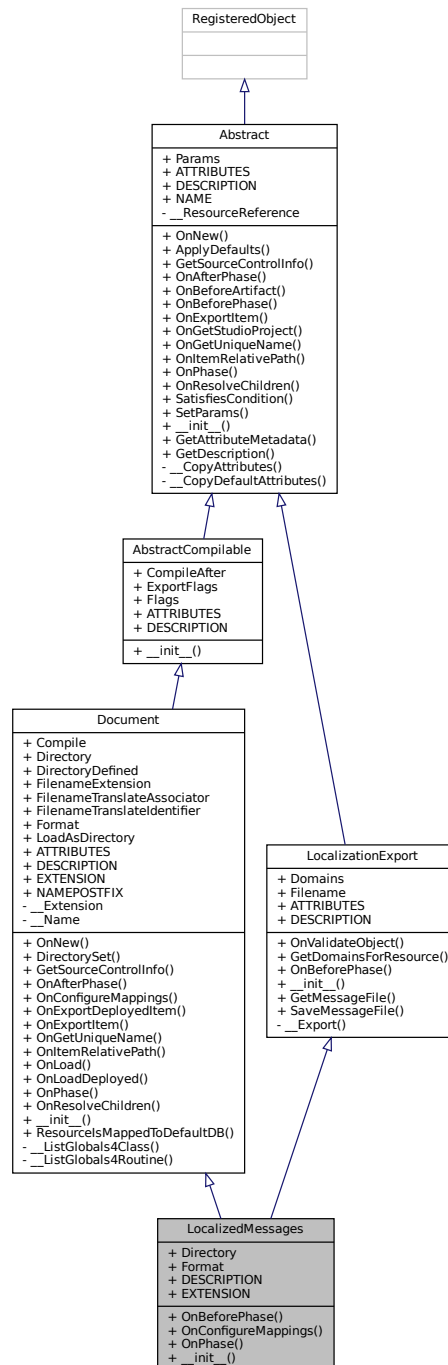 RegisteredObject
Abstract
+ Params
+ ATTRIBUTES
+ DESCRIPTION
+ NAME
- __ResourceReference
+ OnNew()
+ ApplyDefaults()
+ GetSourceControlInfo()
+ OnAfterPhase()
+ OnBeforeArtifact()
+ OnBeforePhase()
+ OnExportItem()
+ OnGetStudioProject()
+ OnGetUniqueName()
+ OnItemRelativePath()
+ OnPhase()
+ OnResolveChildren()
+ SatisfiesCondition()
+ SetParams()
+ __init__()
+ GetAttributeMetadata()
+ GetDescription()
- __CopyAttributes()
- __CopyDefaultAttributes()
AbstractCompilable
+ CompileAfter
+ ExportFlags
+ Flags
+ ATTRIBUTES
+ DESCRIPTION
+ __init__()
Document
+ Compile
+ Directory
+ DirectoryDefined
+ FilenameExtension
+ FilenameTranslateAssociator
+ FilenameTranslateIdentifier
+ Format
+ LoadAsDirectory
+ ATTRIBUTES
+ DESCRIPTION
+ EXTENSION
+ NAMEPOSTFIX
- __Extension
- __Name
+ OnNew()
+ DirectorySet()
+ GetSourceControlInfo()
+ OnAfterPhase()
+ OnConfigureMappings()
+ OnExportDeployedItem()
+ OnExportItem()
+ OnGetUniqueName()
+ OnItemRelativePath()
+ OnLoad()
+ OnLoadDeployed()
+ OnPhase()
+ OnResolveChildren()
+ __init__()
+ ResourceIsMappedToDefaultDB()
- __ListGlobals4Class()
- __ListGlobals4Routine()
LocalizationExport
+ Domains
+ Filename
+ ATTRIBUTES
+ DESCRIPTION
+ OnValidateObject()
+ GetDomainsForResource()
+ OnBeforePhase()
+ __init__()
+ GetMessageFile()
+ SaveMessageFile()
- __Export()
LocalizedMessages
+ Directory
+ Format
+ DESCRIPTION
+ EXTENSION
+ OnBeforePhase()
+ OnConfigureMappings()
+ OnPhase()
+ __init__()